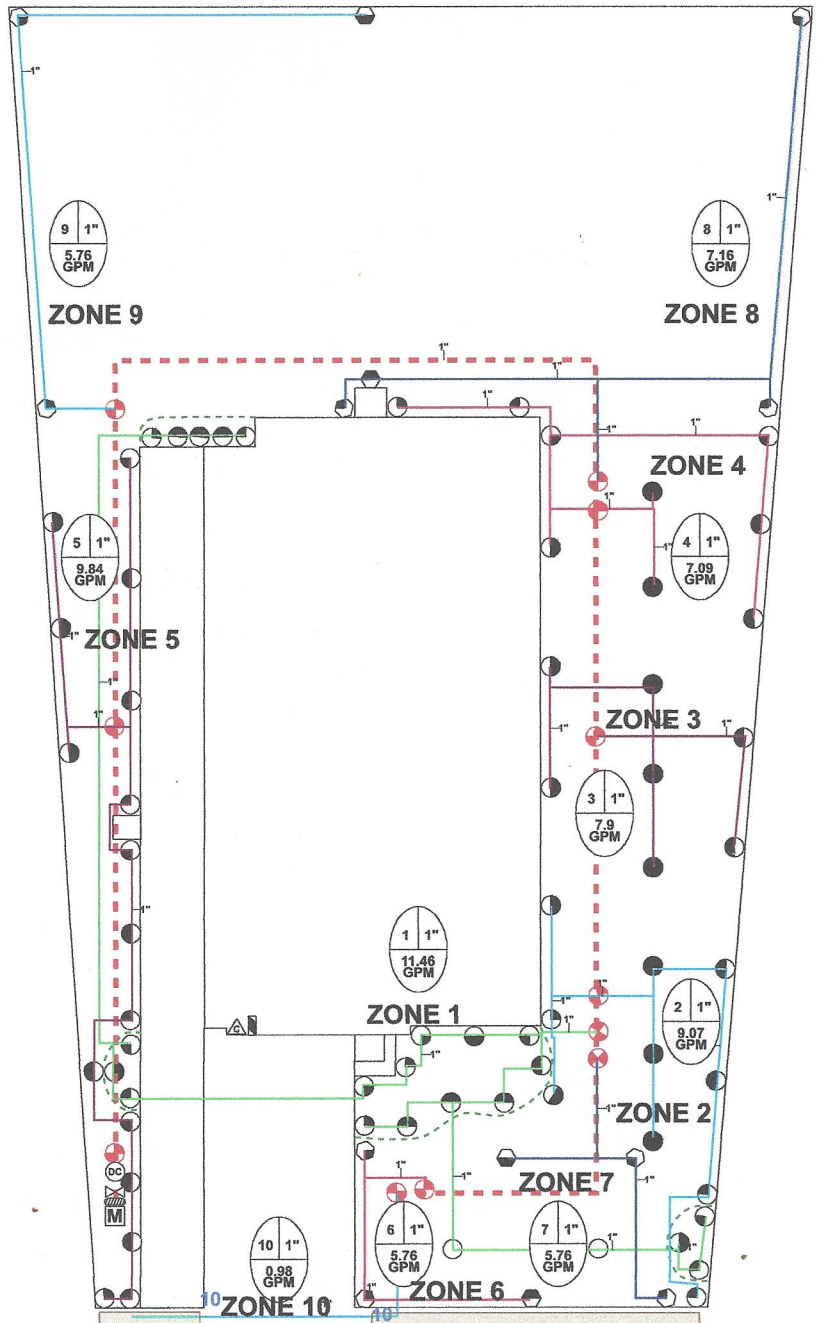 1"
1"
9 1"
5.76
GPM
8 1"
7.16
GPM
ZONE 9
ZONE 8
1"
1"
1"
1"
ZONE 4
1"
5 1"
9.84
GPM
4 1"
7.09
GPM
1"
ZONE 5
1"
1"
1"
ZONE 3
1"
1"
3 1"
7.9
GPM
1"
1 1"
11.46
GPM
1"
2 1"
9.07
GPM
1"
ZONE 1
1"
C
1"
1"
1"
ZONE 2
DC
M
1"
1"
ZONE 7
1"
6 1"
5.76
GPM
7 1"
5.76
GPM
1"
1"
10 1"
0.98
GPM
1"
ZONE 6
10
ZONE 10
10